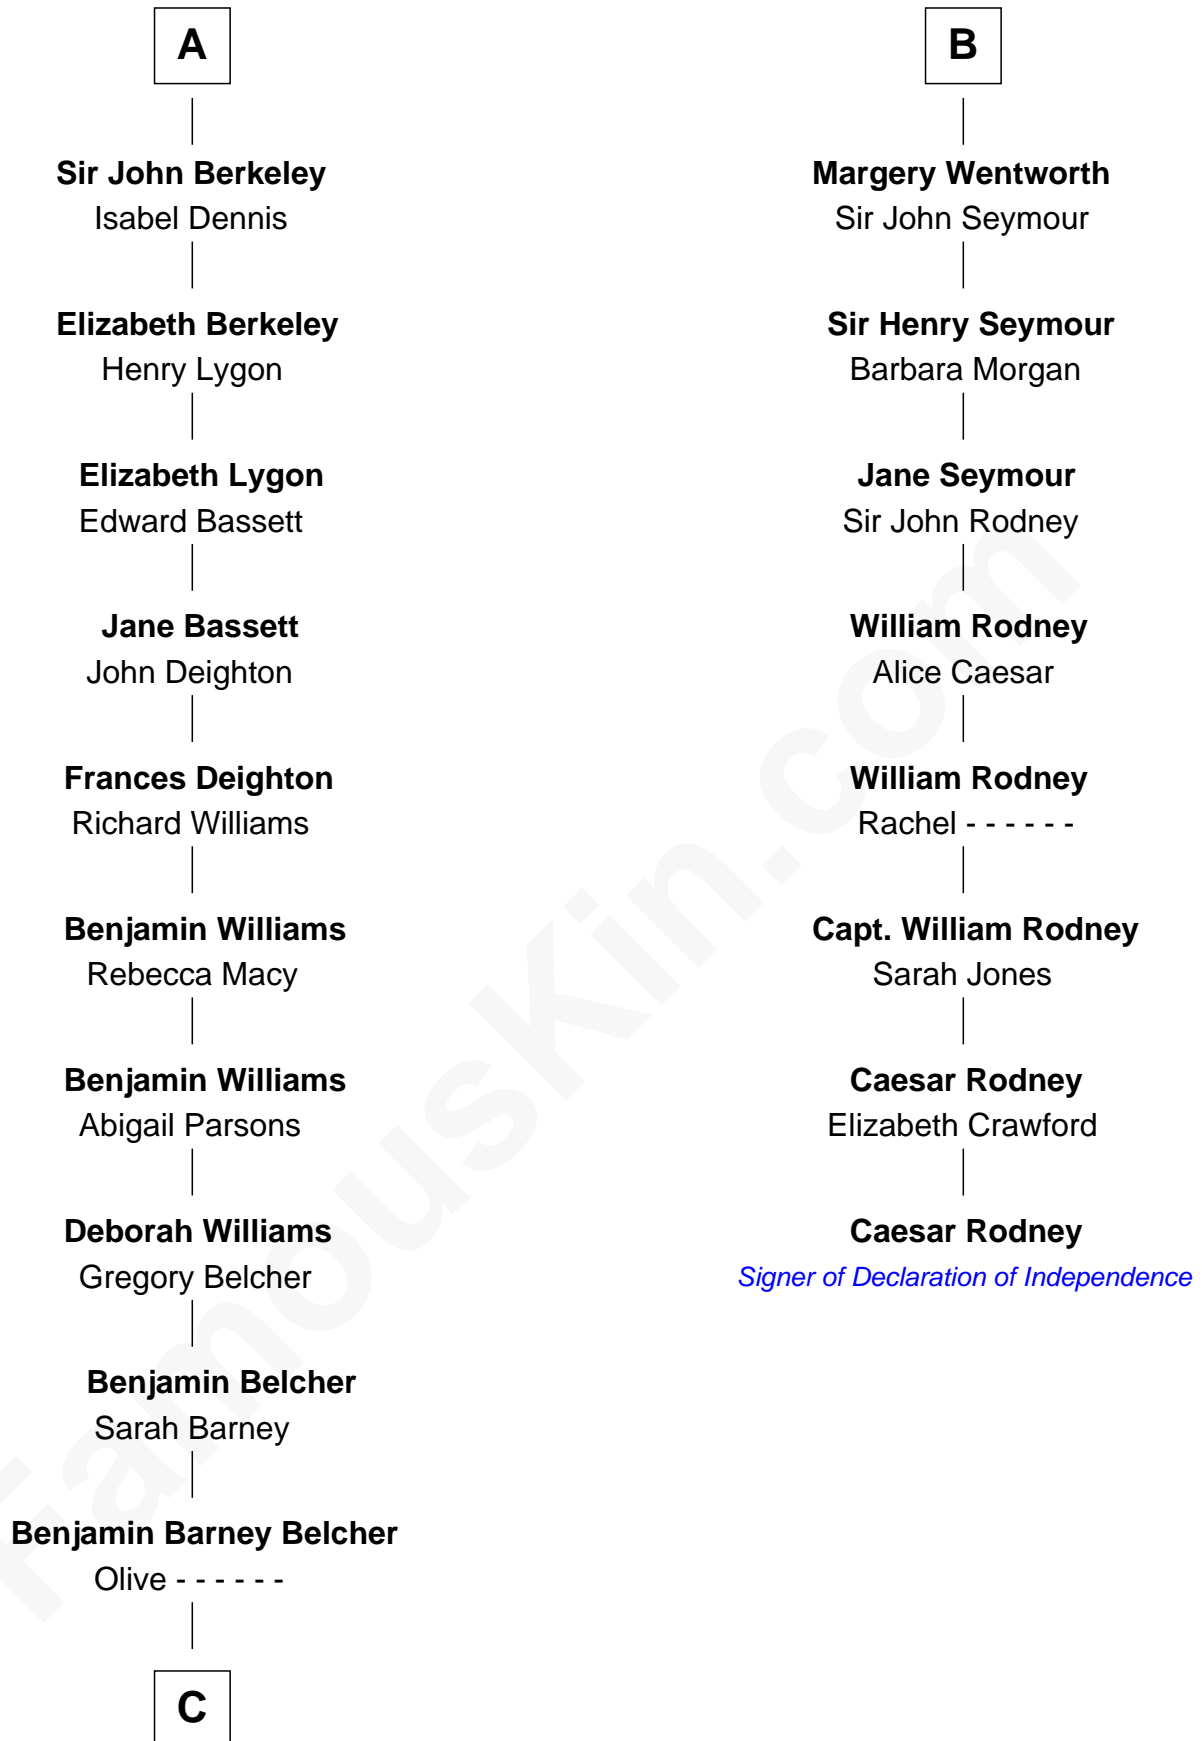 A
Sir John Berkeley
Isabel Dennis
Elizabeth Berkeley
Henry Lygon
Elizabeth Lygon
Edward Bassett
Jane Bassett
John Deighton
Frances Deighton
Richard Williams
Benjamin Williams
Rebecca Macy
Benjamin Williams
Abigail Parsons
Deborah Williams
Gregory Belcher
Benjamin Belcher
Sarah Barney
Benjamin Barney Belcher
Olive - - - - - -
C
B
Margery Wentworth
Sir John Seymour
Sir Henry Seymour
Barbara Morgan
Jane Seymour
Sir John Rodney
William Rodney
Alice Caesar
William Rodney
Rachel - - - - - -
Capt. William Rodney
Sarah Jones
Caesar Rodney
Elizabeth Crawford
Caesar Rodney
Signer of Declaration of Independence
FamousKin.com